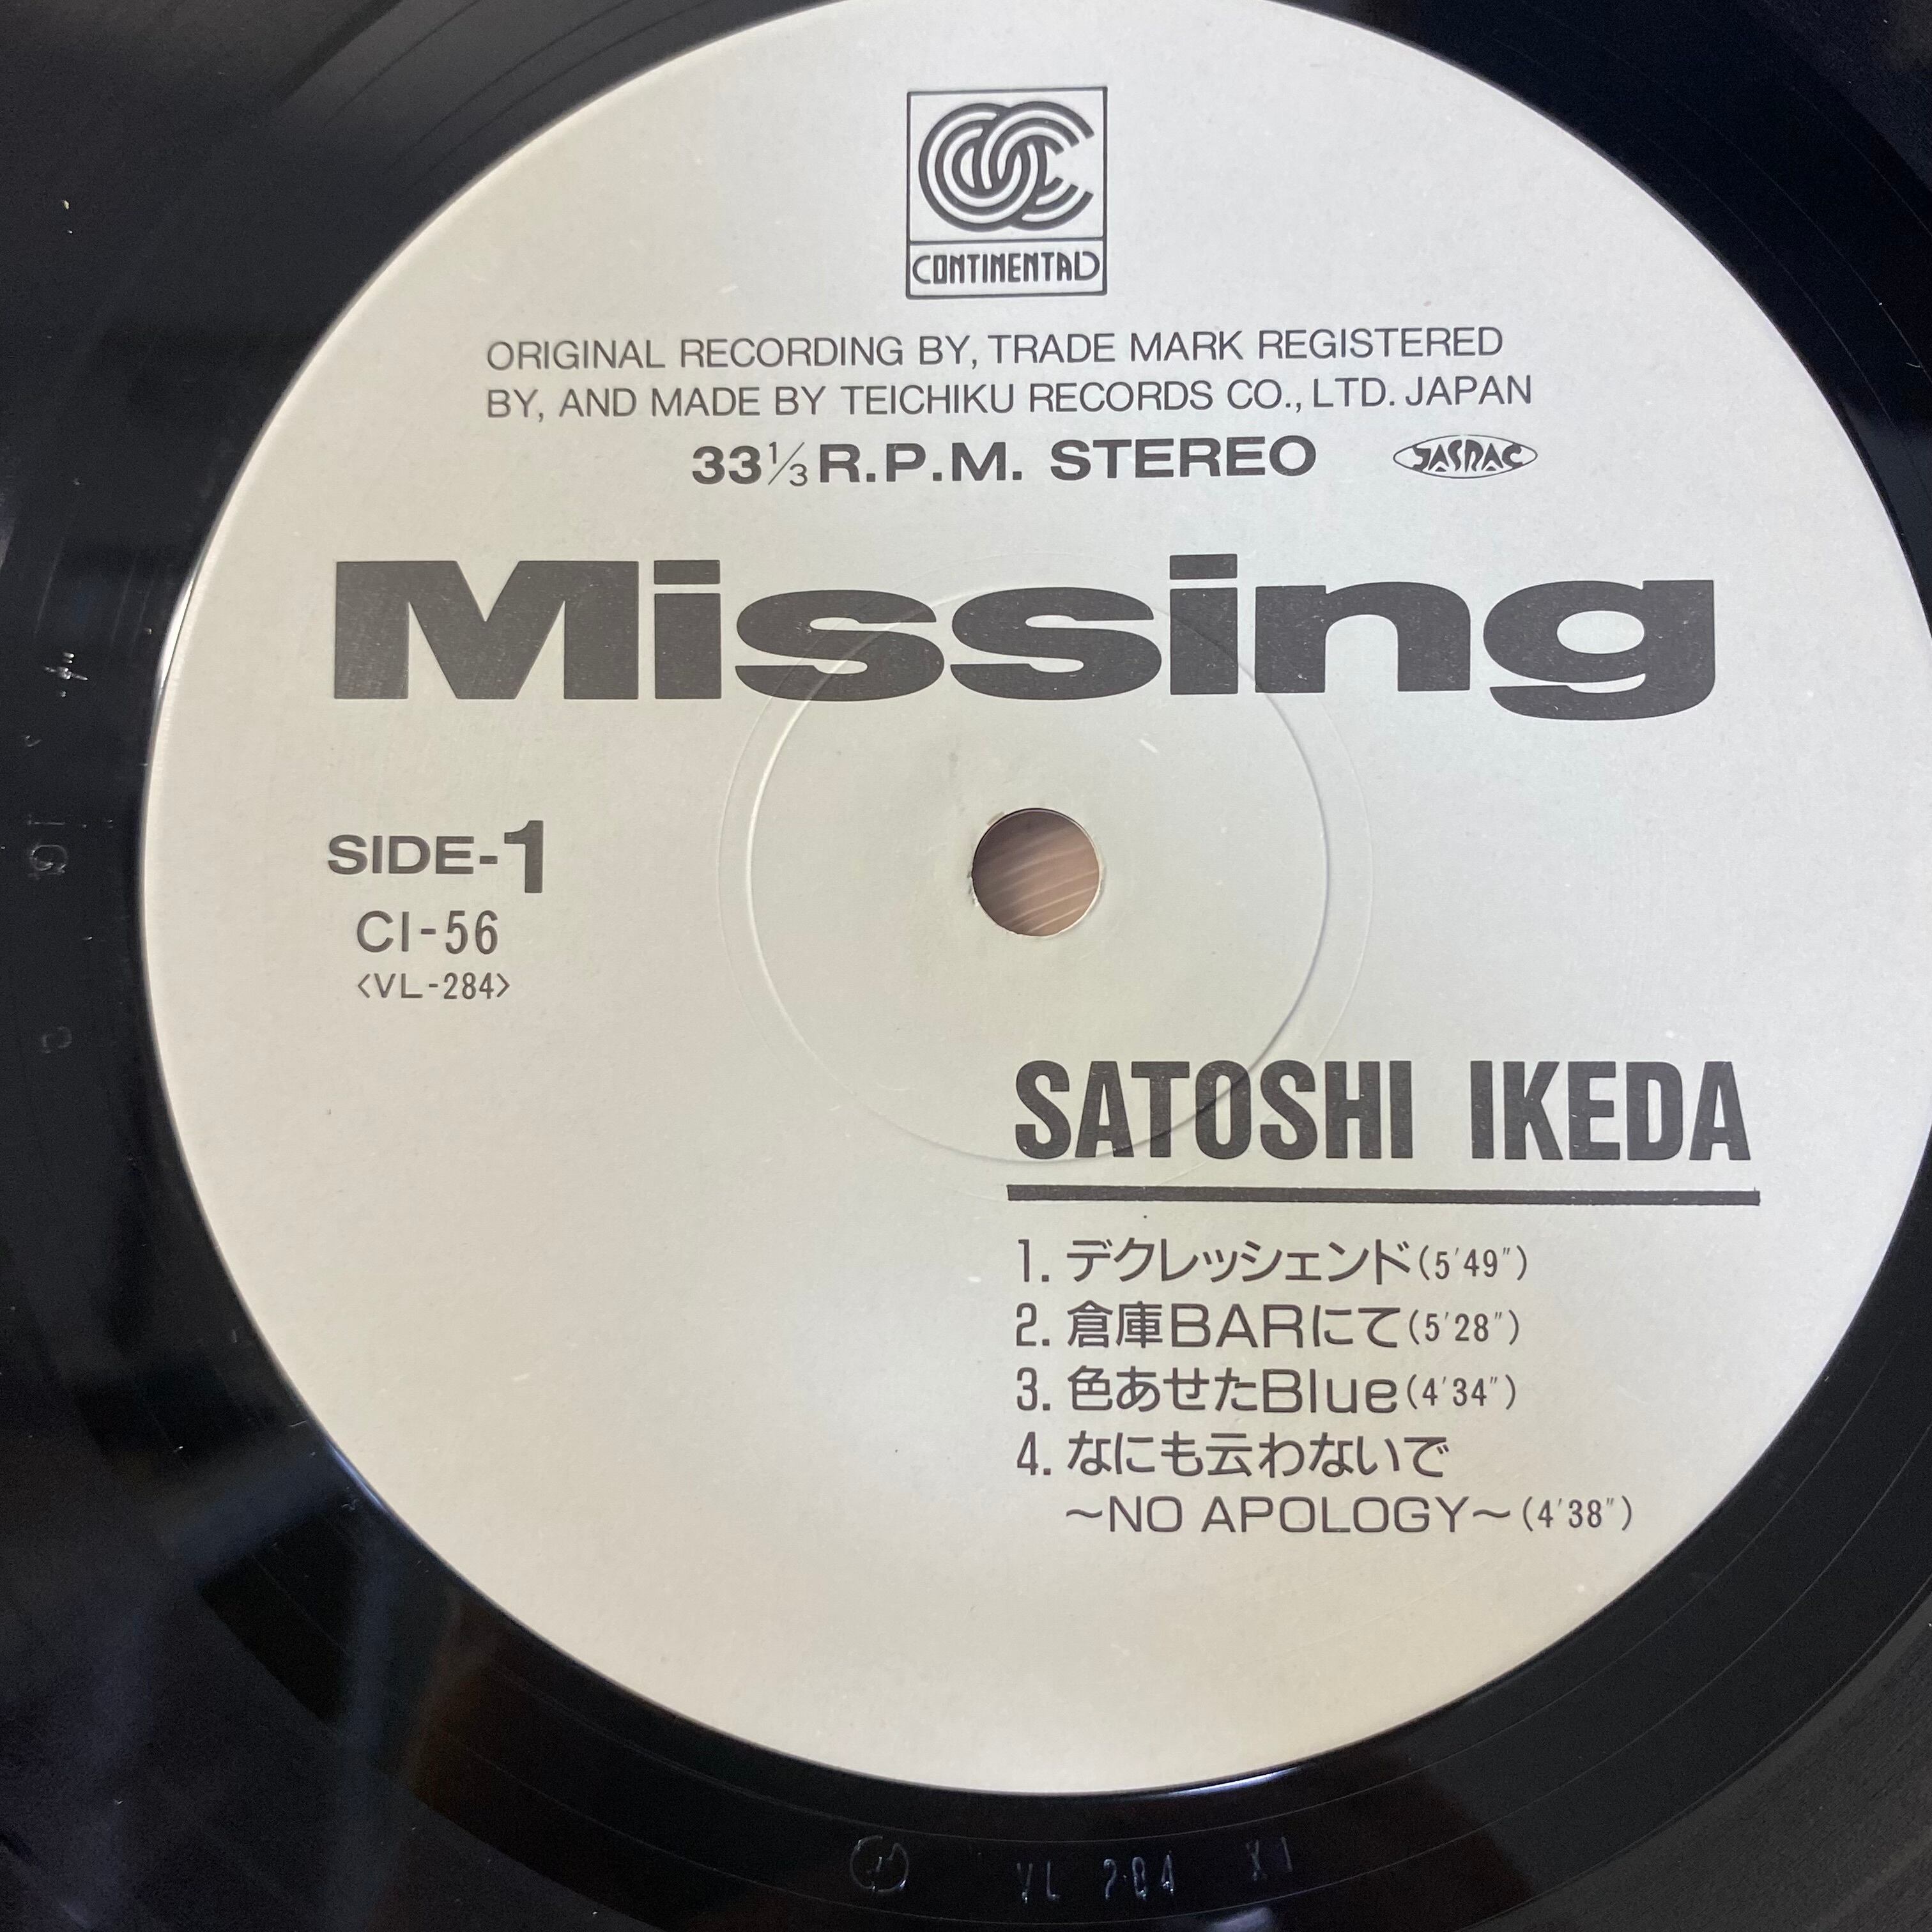 CONTINENTAL
ORIGINAL RECORDING BY, TRADE MARK REGISTERED
BY, AND MADE BY TEICHIKU RECORDS CO., LTD. JAPAN
33⅓ R.P.M. STEREO JASRAC
Missing
SIDE-1
CI-56
<VL-284>
SATOSHI IKEDA
1. デクレッシェンド(5'49")
2. 倉庫BARにて(5'28")
3. 色あせたBlue(4'34")
4. なにも云わないで
～NO APOLOGY～(4'38")
VL 284 X1